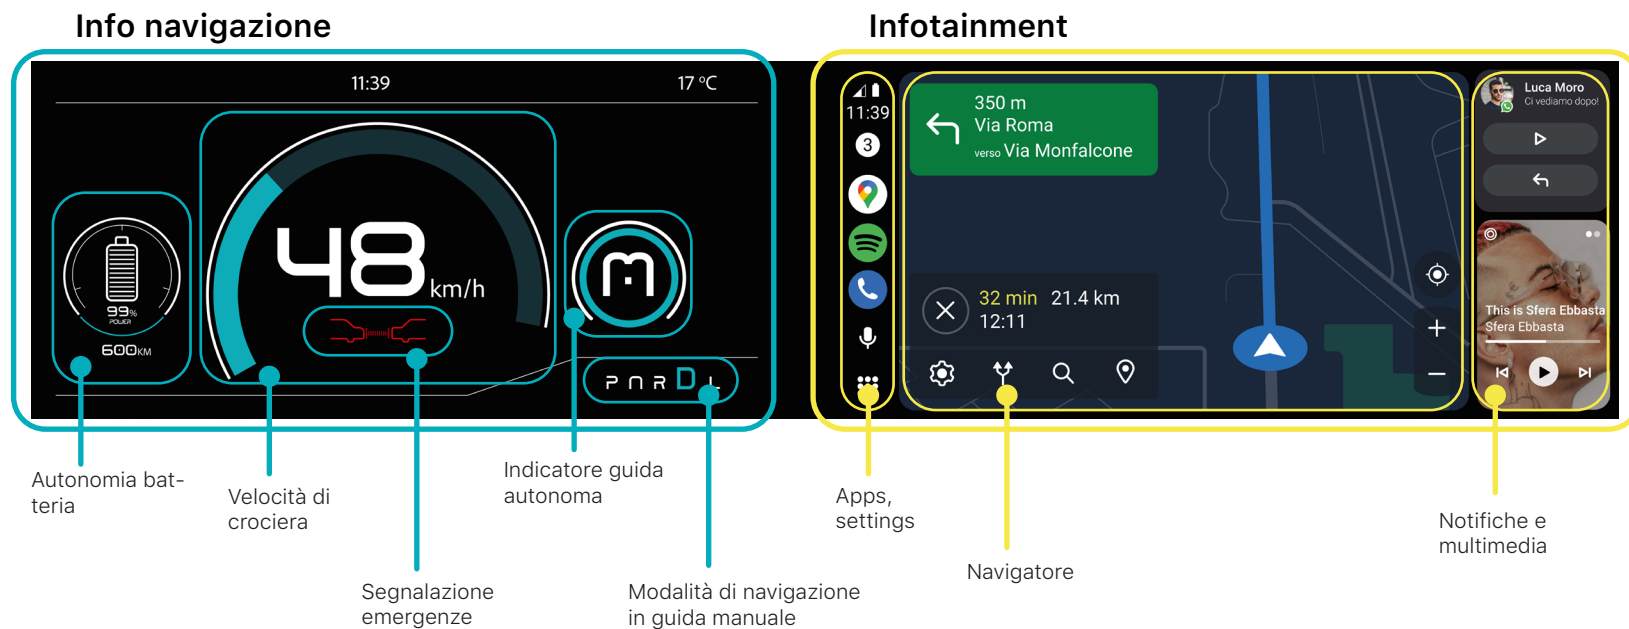 Info navigazione
Infotainment
11:39
17 °C
48 km/h
99%
POWER
600KM
m
P N R D L
11:39
3
350 m
Via Roma
verso Via Monfalcone
32 min 21.4 km
12:11
Luca Moro
Ci vediamo dopo!
This is Sfera Ebbasta
Sfera Ebbasta
Autonomia bat-
teria
Velocità di
crociera
Segnalazione
emergenze
Indicatore guida
autonoma
Modalità di navigazione
in guida manuale
Apps,
settings
Navigatore
Notifiche e
multimedia